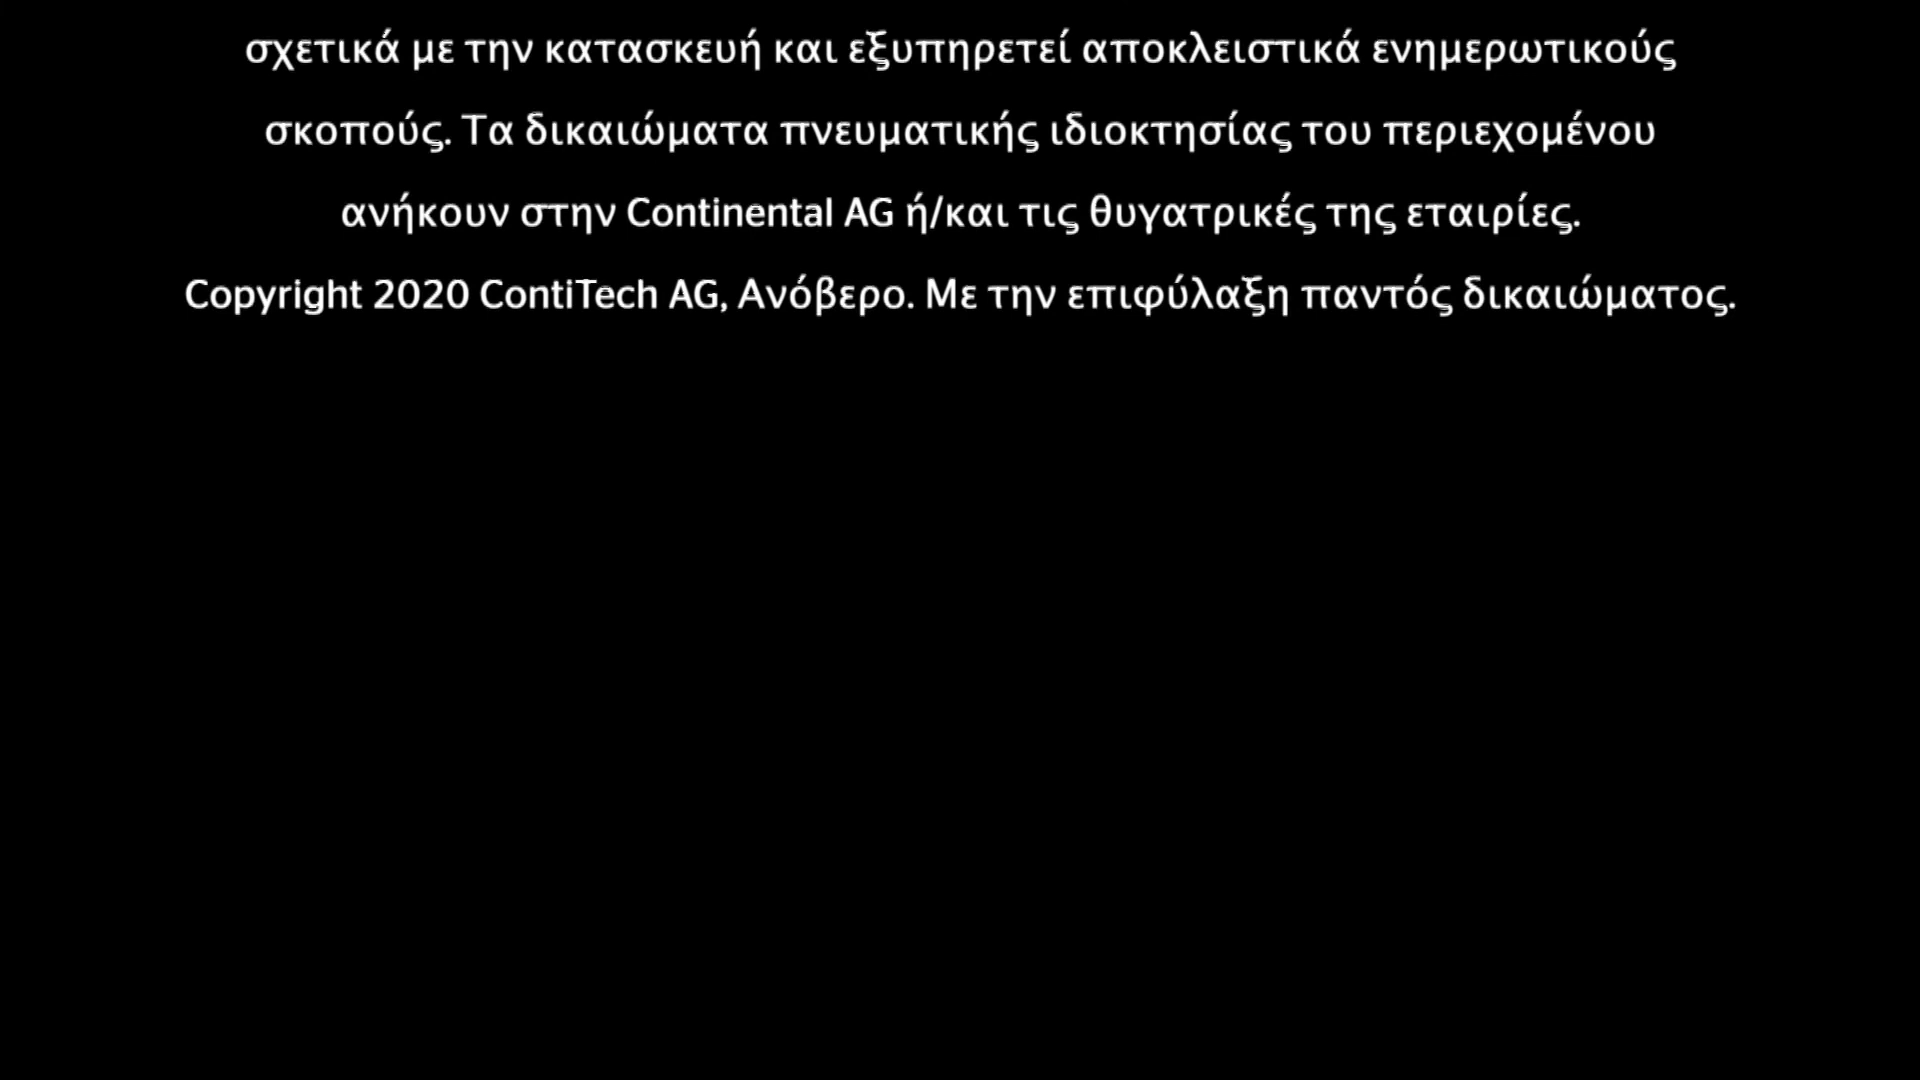 σχετικά με την κατασκευή και εξυπηρετεί αποκλειστικά ενημερωτικούς
σκοπούς. Τα δικαιώματα πνευματικής ιδιοκτησίας του περιεχομένου
ανήκουν στην Continental AG ή/και τις θυγατρικές της εταιρίες.
Copyright 2020 ContiTech AG, Ανόβερο. Με την επιφύλαξη παντός δικαιώματος.